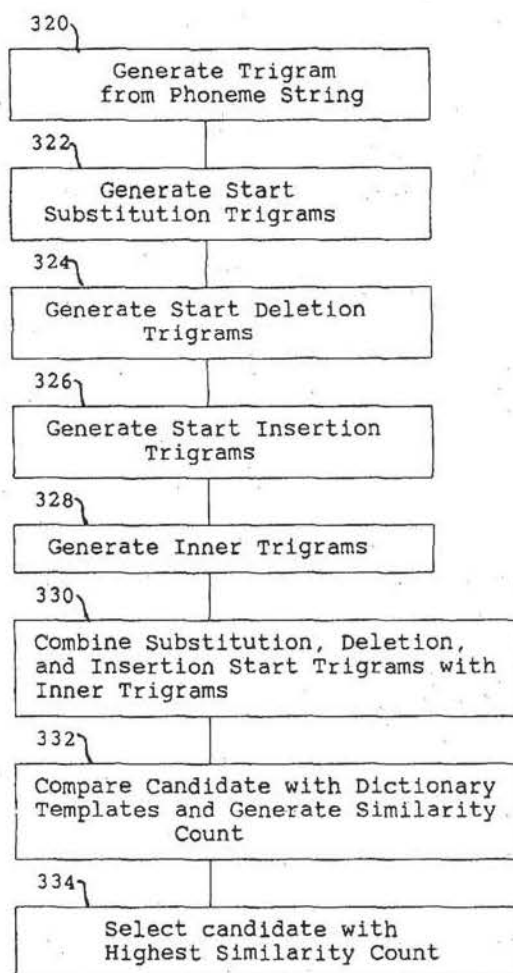 320
Generate Trigram
from Phoneme String
322
Generate Start
Substitution Trigrams
324
Generate Start Deletion
Trigrams
326
Generate Start Insertion
Trigrams
328
Generate Inner Trigrams
330
Combine Substitution, Deletion,
and Insertion Start Trigrams with
Inner Trigrams
332
Compare Candidate with Dictionary
Templates and Generate Similarity
Count
334
Select candidate with
Highest Similarity Count